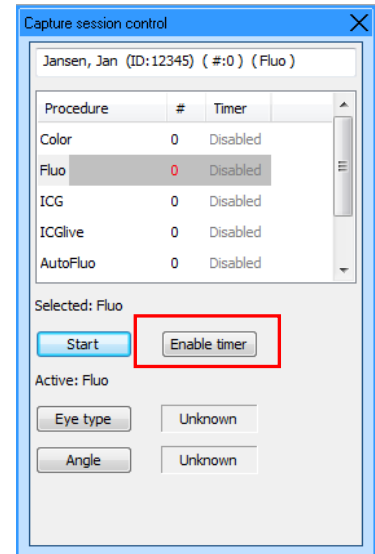 Capture session control
Jansen, Jan (ID:12345) ( #:0 ) ( Fluo )
Procedure # Timer
Color 0 Disabled
Fluo 0 Disabled
ICG 0 Disabled
ICGlive 0 Disabled
AutoFluo 0 Disabled
Selected: Fluo
Start Enable timer
Active: Fluo
Eye type Unknown
Angle Unknown